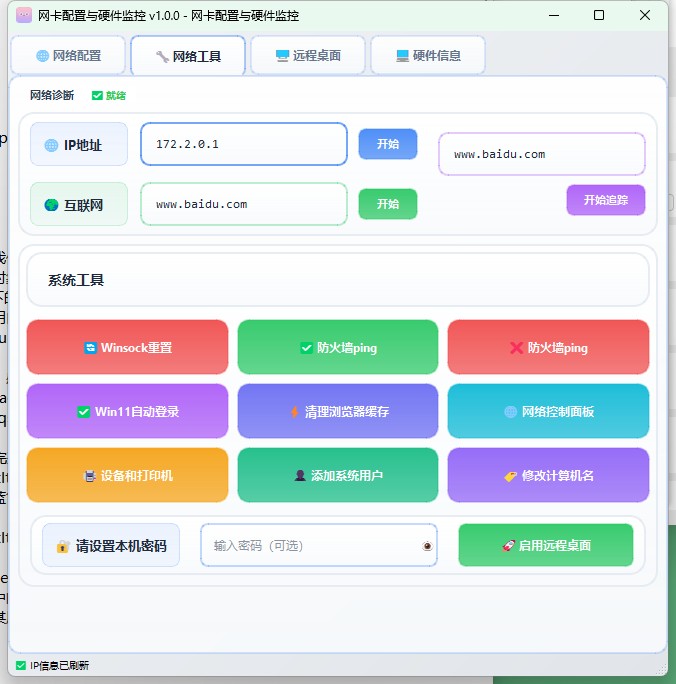 网卡配置与硬件监控 v1.0.0 - 网卡配置与硬件监控
网络配置
网络工具
远程桌面
硬件信息
网络诊断
就绪
IP地址
172.2.0.1
开始
www.baidu.com
互联网
www.baidu.com
开始
开始追踪
系统工具
Winsock重置
防火墙ping
防火墙ping
Win11自动登录
清理浏览器缓存
网络控制面板
设备和打印机
添加系统用户
修改计算机名
请设置本机密码
输入密码（可选）
启用远程桌面
IP信息已刷新